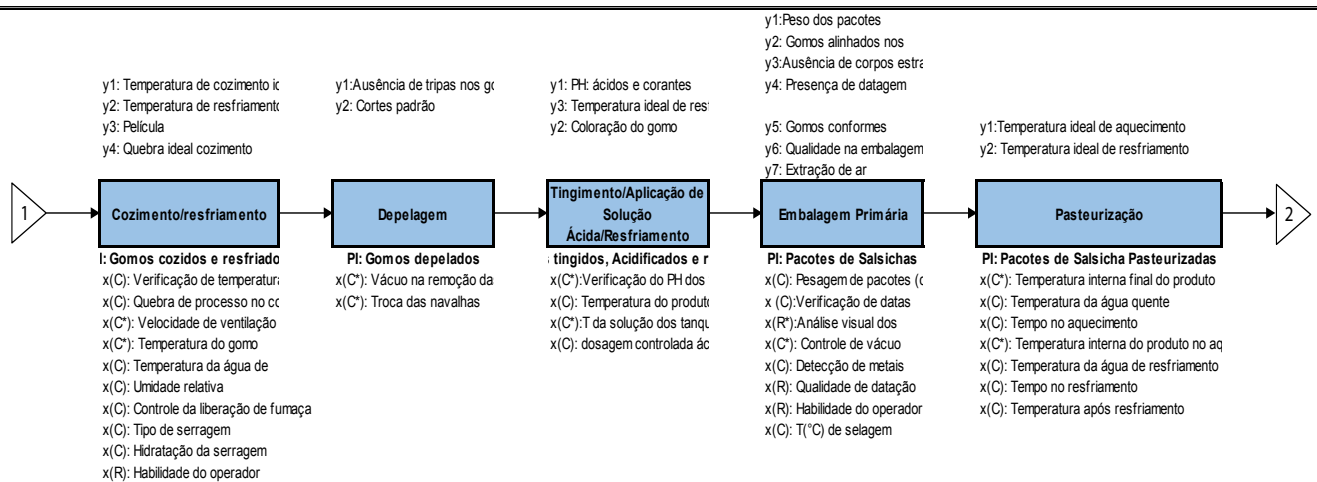 y1: Temperatura de cozimento
y2: Temperatura de resfriamento
y3: Película
y4: Quebra ideal cozimento
y1:Ausência de tripas nos
y2: Cortes padrão
y1: PH: ácidos e corantes
y3: Temperatura ideal de
y2: Coloração do gomo
y1:Peso dos pacotes
y2: Gomos alinhados nos
y3:Ausência de corpos
y4: Presença de datagem
y5: Gomos conformes
y6: Qualidade na embalagem
y7: Extração de ar
y1:Temperatura ideal de aquecimento
y2: Temperatura ideal de resfriamento
1
Cozimento/resfriamento
Depelagem
Tingimento/Aplicação de
Solução
Ácida/Resfriamento
Embalagem Primária
Pasteurização
2
I: Gomos cozidos e
x(C): Verificação de
x(C): Quebra de processo no
x(C*): Velocidade de ventilação
x(C*): Temperatura do gomo
x(C): Temperatura da água de
x(C): Umidade relativa
x(C): Controle da liberação de fumaça
x(C): Tipo de serragem
x(C): Hidratação da serragem
x(R): Habilidade do operador
PI: Gomos depelados
x(C*): Vácuo na remoção
x(C*): Troca das navalhas
tingidos, Acidificados e
x(C*):Verificação do PH dos
x(C): Temperatura do
x(C*):T da solução dos
x(C): dosagem controlada
PI: Pacotes de Salsichas
x(C): Pesagem de pacotes
x (C):Verificação de datas
x(R*):Análise visual dos
x(C*): Controle de vácuo
x(C): Detecção de metais
x(R): Qualidade de datação
x(R): Habilidade do operador
x(C): T(°C) de selagem
PI: Pacotes de Salsicha Pasteurizadas
x(C*): Temperatura interna final do produto
x(C): Temperatura da água quente
x(C): Tempo no aquecimento
x(C*): Temperatura interna do produto no
x(C): Temperatura da água de resfriamento
x(C): Tempo no resfriamento
x(C): Temperatura após resfriamento